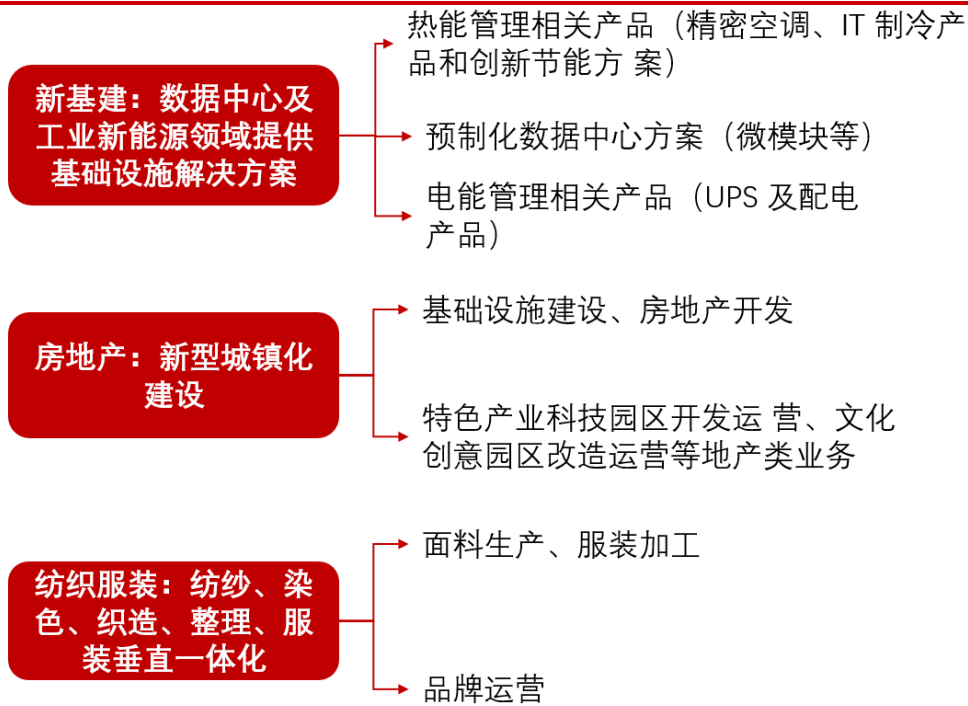 热能管理相关产品（精密空调、IT 制冷产
品和创新节能方 案）
新基建：数据中心及
工业新能源领域提供
基础设施解决方案
预制化数据中心方案（微模块等）
电能管理相关产品（UPS 及配电
产品）
基础设施建设、房地产开发
房地产：新型城镇化
建设
特色产业科技园区开发运 营、文化
创意园区改造运营等地产类业务
面料生产、服装加工
纺织服装：纺纱、染
色、织造、整理、服
装垂直一体化
品牌运营